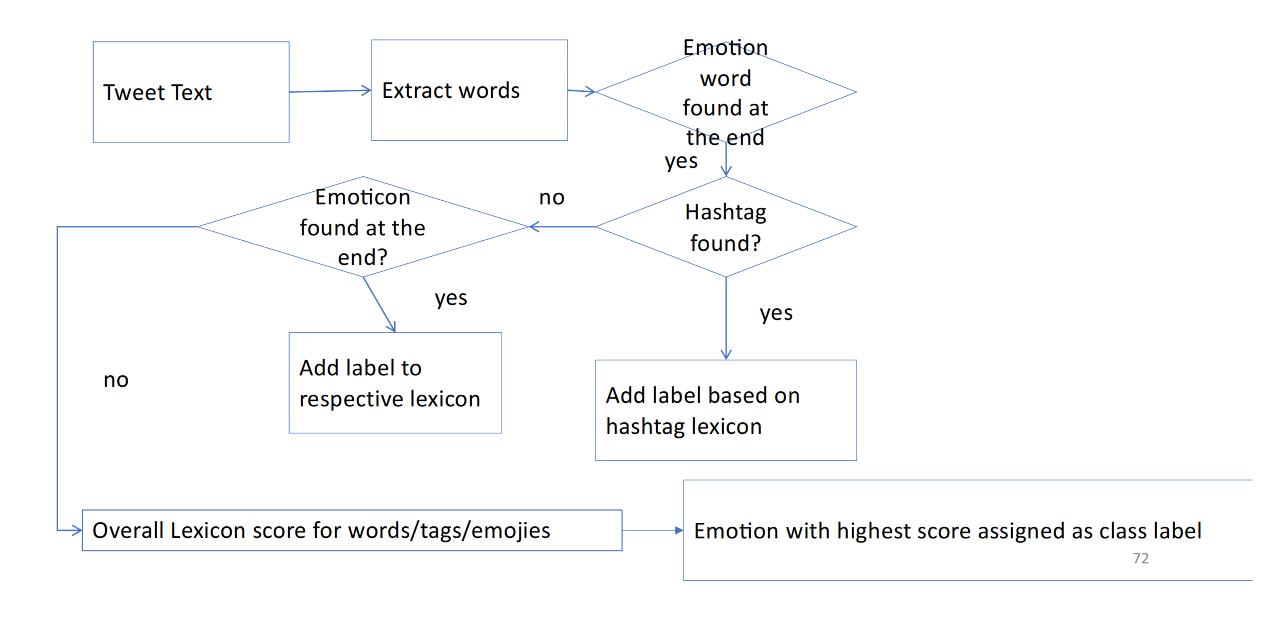 Tweet Text
Extract words
Emotion
word
found at
the end
yes
Emoticon
found at the
end?
no
Hashtag
found?
yes
yes
Add label to
respective lexicon
no
Add label based on
hashtag lexicon
Overall Lexicon score for words/tags/emojies
Emotion with highest score assigned as class label
72